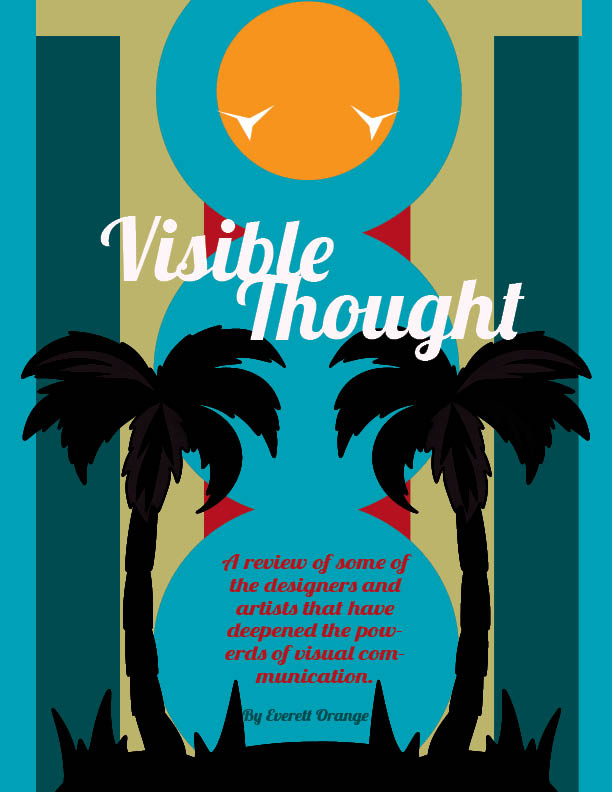 Visible
Thought
A review of some of
the designers and
artists that have
deepened the pow-
erds of visual com-
munication.
By Everett Orange